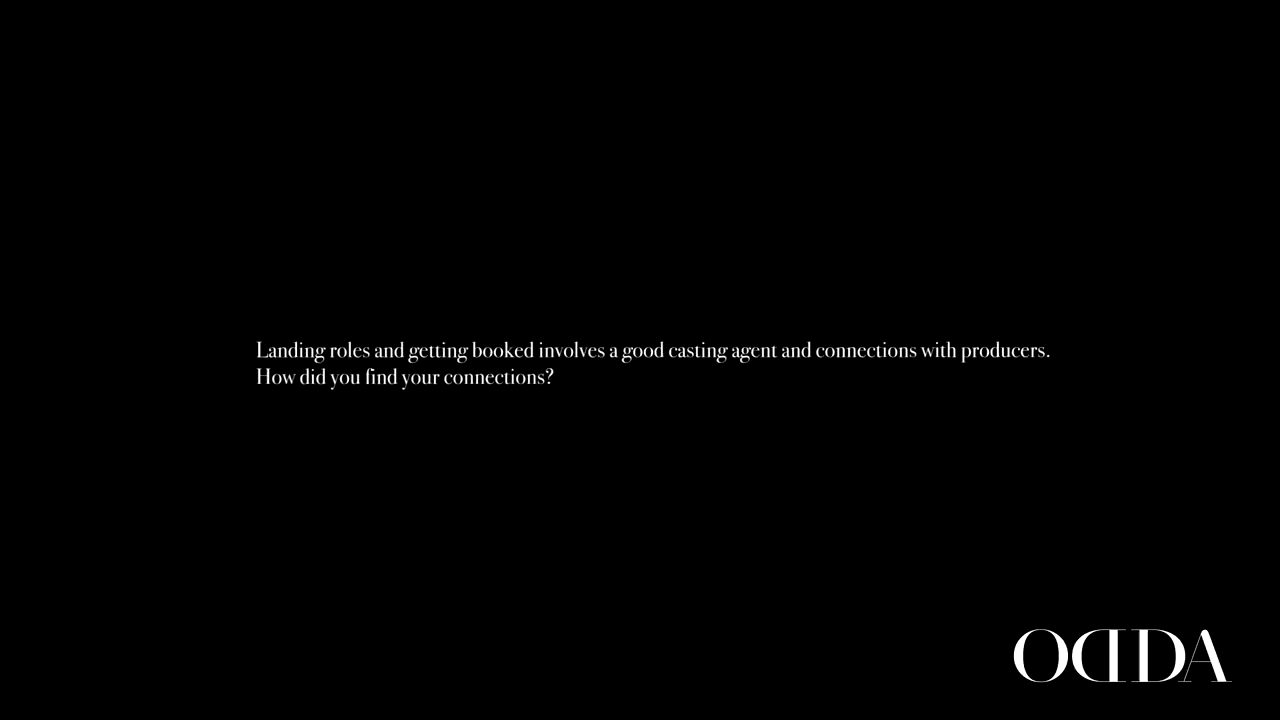 Landing roles and getting booked involves a good casting agent and connections with producers.
How did you find your connections?
ODDA